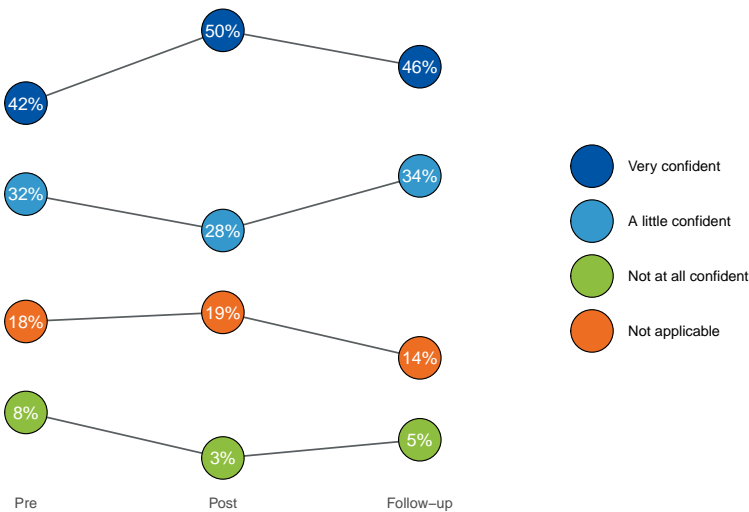 50%
46%
42%
Very confident
34%
32%
A little confident
28%
Not at all confident
19%
18%
Not applicable
14%
8%
5%
3%
Pre
Post
Follow–up